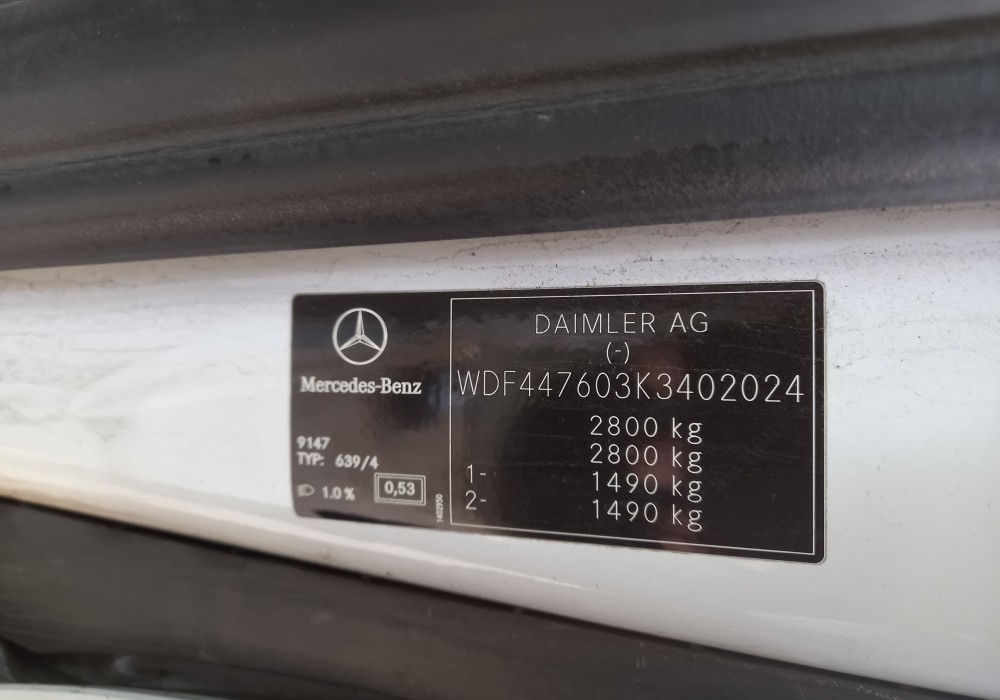 Mercedes-Benz
9147
TYP: 639/4
1.0 %
0,53
1402950
DAIMLER AG
(-)
WDF447603K3402024
2800 kg
2800 kg
1- 1490 kg
2- 1490 kg